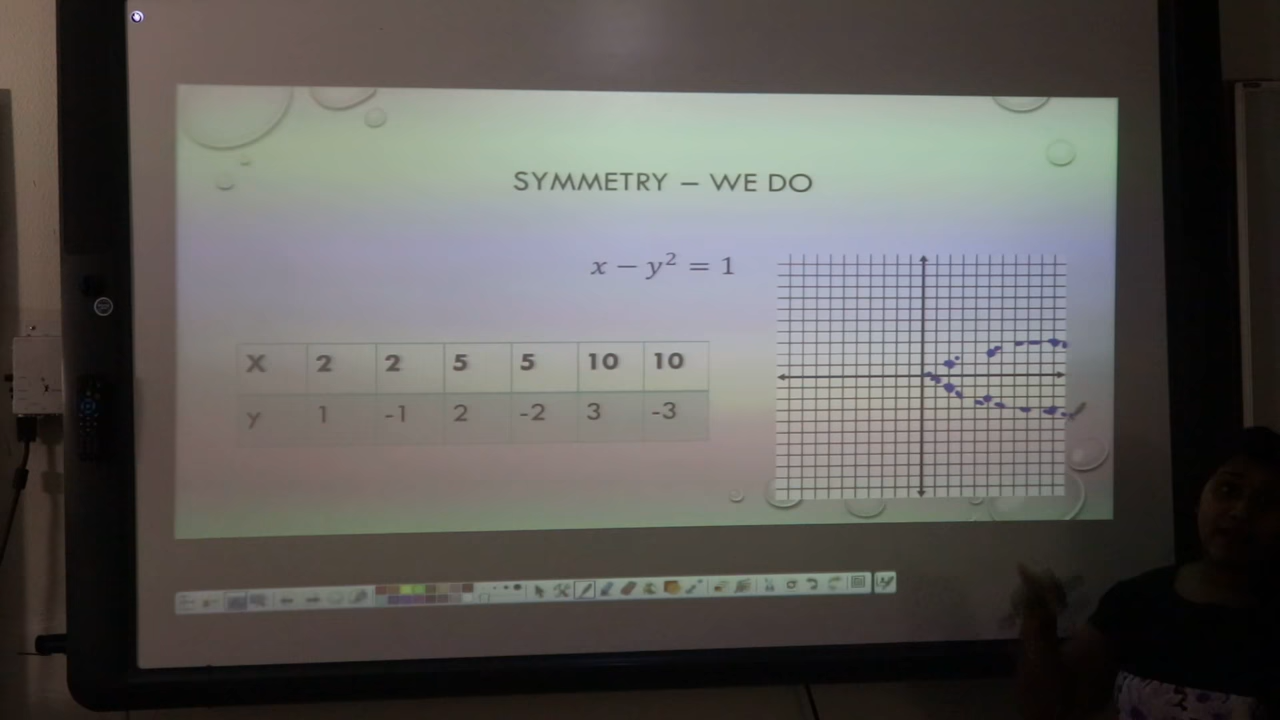 SYMMETRY – WE DO
x − y² = 1
X 2 2 5 5 10 10
y 1 -1 2 -2 3 -3